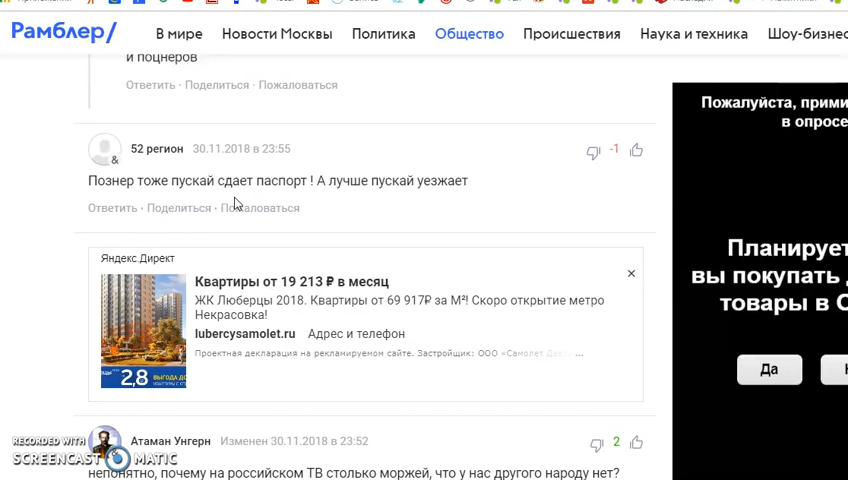 Рамблер/
В мире
Новости Москвы
Политика
Общество
Происшествия
Наука и техника
и поцнеров
Ответить · Поделиться · Пожаловаться
52 регион 30.11.2018 в 23:55
-1
Познер тоже пускай сдает паспорт ! А лучше пускай уезжает
Ответить · Поделиться · Пожаловаться
Яндекс.Директ
Квартиры от 19 213 ₽ в месяц
ЖК Люберцы 2018. Квартиры от 69 917₽ за М²! Скоро открытие метро
Некрасовка!
lubercysamolet.ru Адрес и телефон
Проектная декларация на рекламируемом сайте. Застройщик: ООО «Самолет
2,8
Атаман Унгерн Изменен 30.11.2018 в 23:52
2
непонятно, почему на российском ТВ столько моржей, что у нас другого народу нет?
Пожалуйста,
в опросе
вы покупать
товары в
Да
RECORDED WITH
SCREENCAST MATIC